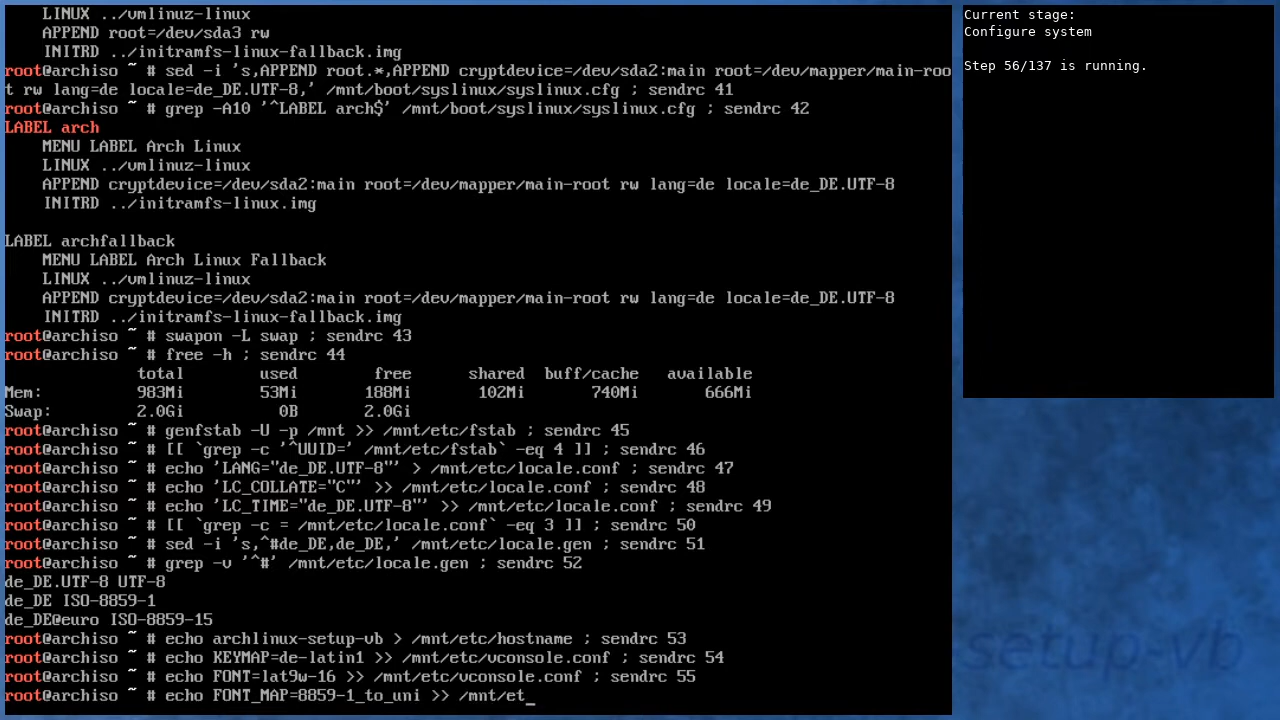 LINUX ../vmlinuz-linux
    APPEND root=/dev/sda3 rw
    INITRD ../initramfs-linux-fallback.img
root@archiso ~ # sed -i 's,APPEND root.*,APPEND cryptdevice=/dev/sda2:main root=/dev/mapper/main-roo
t rw lang=de locale=de_DE.UTF-8,' /mnt/boot/syslinux/syslinux.cfg ; sendrc 41
root@archiso ~ # grep -A10 '^LABEL arch$' /mnt/boot/syslinux/syslinux.cfg ; sendrc 42
LABEL arch
    MENU LABEL Arch Linux
    LINUX ../vmlinuz-linux
    APPEND cryptdevice=/dev/sda2:main root=/dev/mapper/main-root rw lang=de locale=de_DE.UTF-8
    INITRD ../initramfs-linux.img

LABEL archfallback
    MENU LABEL Arch Linux Fallback
    LINUX ../vmlinuz-linux
    APPEND cryptdevice=/dev/sda2:main root=/dev/mapper/main-root rw lang=de locale=de_DE.UTF-8
    INITRD ../initramfs-linux-fallback.img
root@archiso ~ # swapon -L swap ; sendrc 43
root@archiso ~ # free -h ; sendrc 44
              total        used        free      shared  buff/cache   available
Mem:          983Mi        53Mi       188Mi       102Mi       740Mi       666Mi
Swap:         2.0Gi          0B       2.0Gi
root@archiso ~ # genfstab -U -p /mnt >> /mnt/etc/fstab ; sendrc 45
root@archiso ~ # [[ `grep -c '^UUID=' /mnt/etc/fstab` -eq 4 ]] ; sendrc 46
root@archiso ~ # echo 'LANG="de_DE.UTF-8"' > /mnt/etc/locale.conf ; sendrc 47
root@archiso ~ # echo 'LC_COLLATE="C"' >> /mnt/etc/locale.conf ; sendrc 48
root@archiso ~ # echo 'LC_TIME="de_DE.UTF-8"' >> /mnt/etc/locale.conf ; sendrc 49
root@archiso ~ # [[ `grep -c = /mnt/etc/locale.conf` -eq 3 ]] ; sendrc 50
root@archiso ~ # sed -i 's,^#de_DE,de_DE,' /mnt/etc/locale.gen ; sendrc 51
root@archiso ~ # grep -v '^#' /mnt/etc/locale.gen ; sendrc 52
de_DE.UTF-8 UTF-8
de_DE ISO-8859-1
de_DE@euro ISO-8859-15
root@archiso ~ # echo archlinux-setup-vb > /mnt/etc/hostname ; sendrc 53
root@archiso ~ # echo KEYMAP=de-latin1 >> /mnt/etc/vconsole.conf ; sendrc 54
root@archiso ~ # echo FONT=lat9w-16 >> /mnt/etc/vconsole.conf ; sendrc 55
root@archiso ~ # echo FONT_MAP=8859-1_to_uni >> /mnt/et_
Current stage:
Configure system

Step 56/137 is running.
setup-vb